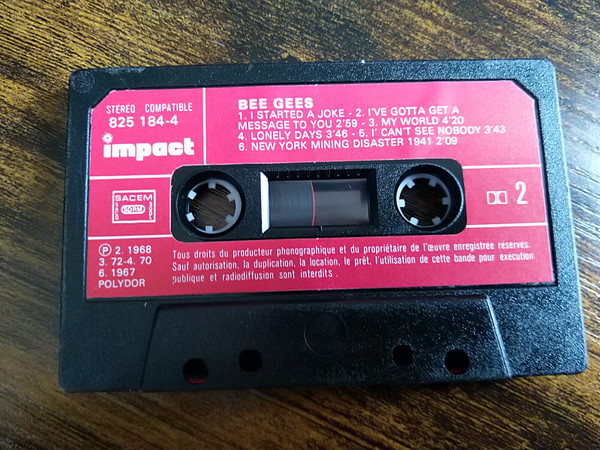 STÉREO COMPATIBLE
825 184-4
impact
BEE GEES
1. I STARTED A JOKE - 2. I'VE GOTTA GET A
MESSAGE TO YOU 2'59 - 3. MY WORLD 4'20
4. LONELY DAYS 3'46 - 5. I' CAN'T SEE NOBODY 3'43
6. NEW YORK MINING DISASTER 1941 2'09
SACEM
SDRM
2
Ⓟ 2. 1968
3. 72-4. 70
6. 1967
POLYDOR
Tous droits du producteur phonographique et du propriétaire de l'œuvre enregistrée réservés.
Sauf autorisation, la duplication, la location, le prêt, l'utilisation de cette bande pour exécution
publique et radiodiffusion sont interdits .